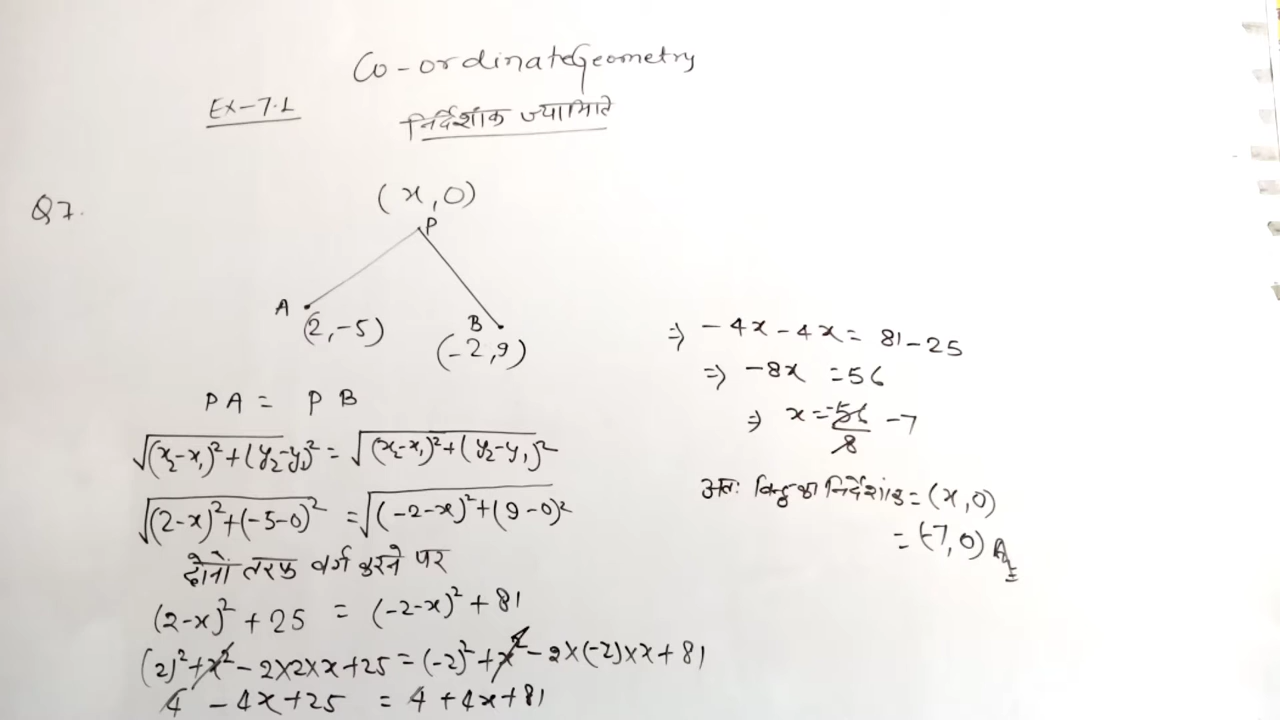 Co-ordinate Geometry
Ex-7.1
निर्देशांक ज्यामिति
Q7.
(x,0)
P
A
(2,-5)
B
(-2,9)
PA = PB
√(x₂-x₁)²+(y₂-y₁)² = √(x₂-x₁)²+(y₂-y₁)²
√(2-x)²+(-5-0)² = √(-2-x)²+(9-0)²
दोनों तरफ वर्ग करने पर
(2-x)² + 25 = (-2-x)² + 81
(2)²+x²-2×2×x+25=(-2)²+x²-2×(-2)×x+81
4 -4x+25 = 4+4x+81
⇒ -4x-4x= 81-25
⇒ -8x =56
⇒ x=-56/8 -7
अतः बिन्दु का निर्देशांक=(x,0)
= (-7,0)